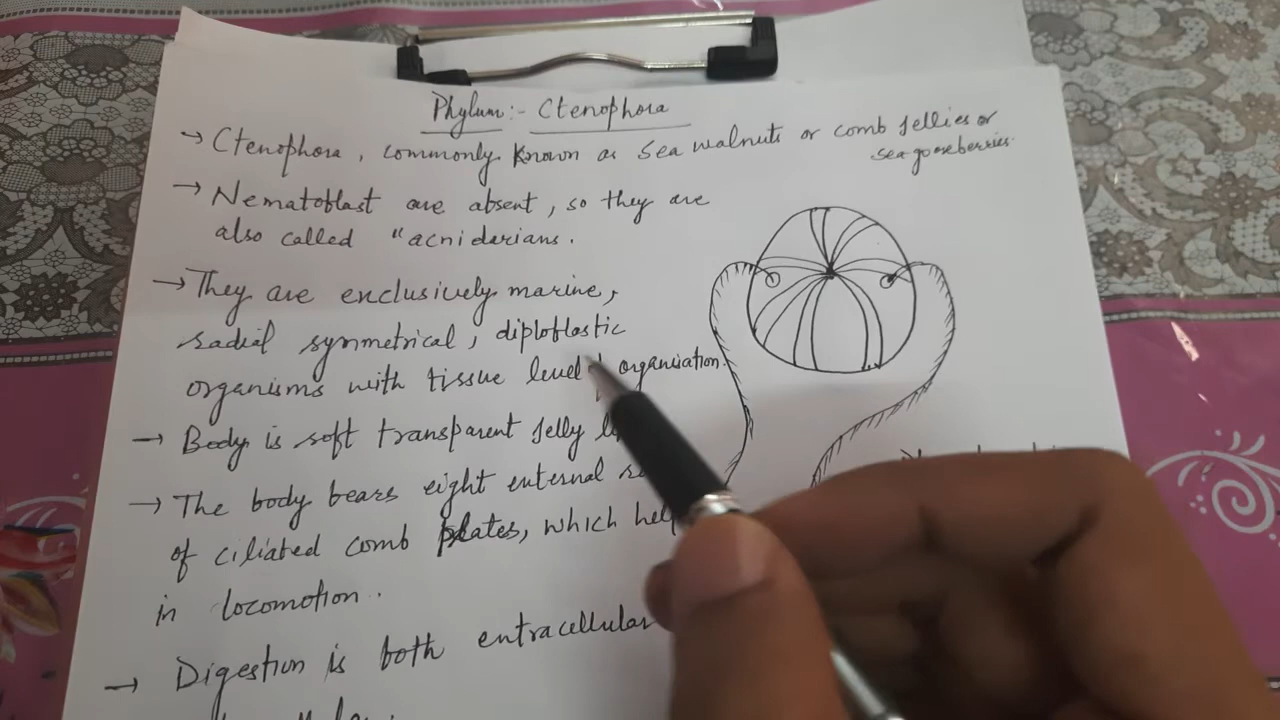 Phylum:- Ctenophora
→ Ctenophora, commonly known as sea walnuts or comb jellies or
sea gooseberries.
→ Nematoblast are absent, so they are
also called "acnidarians.
→ They are exclusively marine,
radial symmetrical, diploblastic
organisms with tissue level organisation.
→ Body is soft transparent jelly
→ The body bears eight external
of ciliated comb plates, which help
in locomotion.
→ Digestion is both extracellular